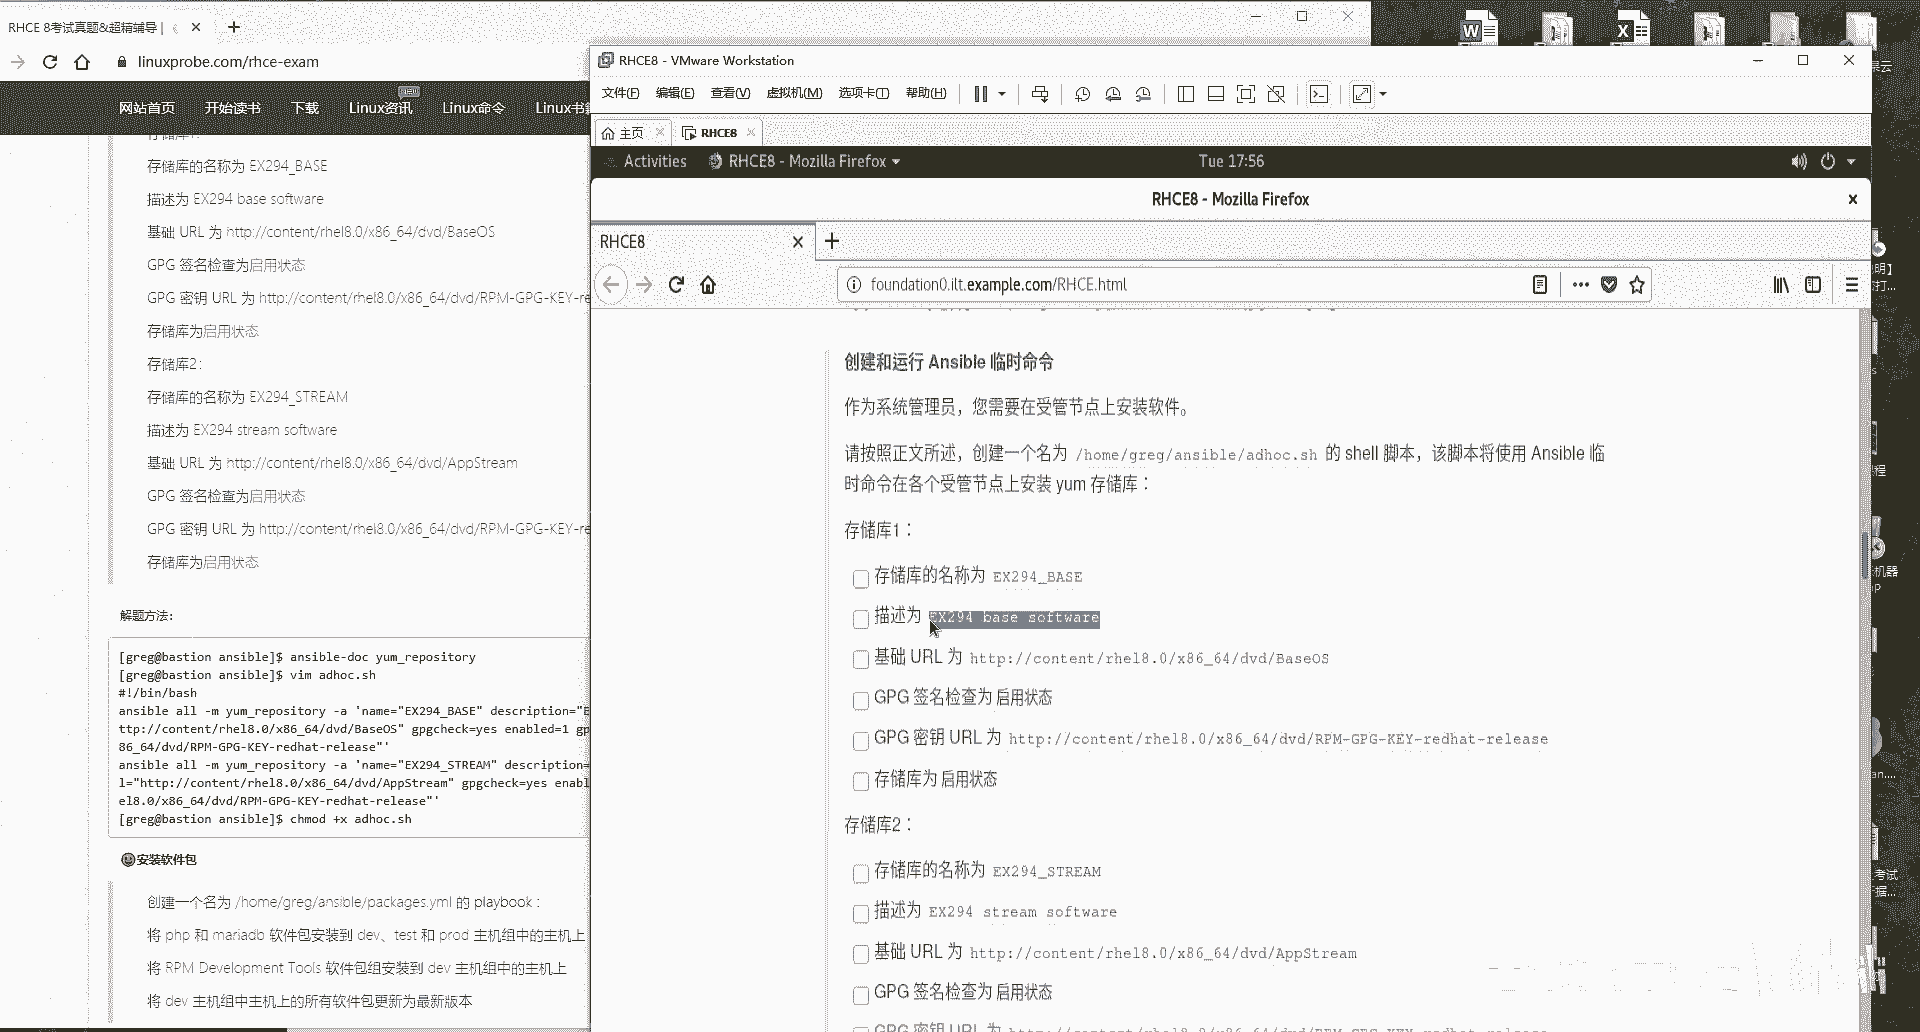 RHCE 8考试真题&超精辅导 |
linuxprobe.com/rhce-exam
网站首页 开始读书 下载 Linux资讯 Linux命令
存储库1:
存储库的名称为 EX294_BASE
描述为 EX294 base software
基础 URL 为 http://content/rhel8.0/x86_64/dvd/BaseOS
GPG 签名检查为启用状态
GPG 密钥 URL 为 http://content/rhel8.0/x86_64/dvd/RPM-GPG-KEY-re
存储库为启用状态
存储库2:
存储库的名称为 EX294_STREAM
描述为 EX294 stream software
基础 URL 为 http://content/rhel8.0/x86_64/dvd/AppStream
GPG 签名检查为启用状态
GPG 密钥 URL 为 http://content/rhel8.0/x86_64/dvd/RPM-GPG-KEY-re
存储库为启用状态
解题方法:
[greg@bastion ansible]$ ansible-doc yum_repository
[greg@bastion ansible]$ vim adhoc.sh
#!/bin/bash
ansible all -m yum_repository -a 'name="EX294_BASE" description="E
ttp://content/rhel8.0/x86_64/dvd/BaseOS" gpgcheck=yes enabled=1 gp
86_64/dvd/RPM-GPG-KEY-redhat-release"'
ansible all -m yum_repository -a 'name="EX294_STREAM" description=
l="http://content/rhel8.0/x86_64/dvd/AppStream" gpgcheck=yes enabl
el8.0/x86_64/dvd/RPM-GPG-KEY-redhat-release"'
[greg@bastion ansible]$ chmod +x adhoc.sh
安装软件包
创建一个名为 /home/greg/ansible/packages.yml 的 playbook :
将 php 和 mariadb 软件包安装到 dev、test 和 prod 主机组中的主机上
将 RPM Development Tools 软件包组安装到 dev 主机组中的主机上
将 dev 主机组中主机上的所有软件包更新为最新版本
RHCE8 - VMware Workstation
文件(F) 编辑(E) 查看(V) 虚拟机(M) 选项卡(T) 帮助(H)
主页 RHCE8
Activities RHCE8 - Mozilla Firefox Tue 17:56
RHCE8 - Mozilla Firefox
RHCE8
foundation0.ilt.example.com/RHCE.html
创建和运行 Ansible 临时命令
作为系统管理员，您需要在受管节点上安装软件。
请按照正文所述，创建一个名为 /home/greg/ansible/adhoc.sh 的 shell 脚本，该脚本将使用 Ansible 临
时命令在各个受管节点上安装 yum 存储库：
存储库1：
存储库的名称为 EX294_BASE
描述为 EX294 base software
基础 URL 为 http://content/rhel8.0/x86_64/dvd/BaseOS
GPG 签名检查为 启用状态
GPG 密钥 URL 为 http://content/rhel8.0/x86_64/dvd/RPM-GPG-KEY-redhat-release
存储库为 启用状态
存储库2：
存储库的名称为 EX294_STREAM
描述为 EX294 stream software
基础 URL 为 http://content/rhel8.0/x86_64/dvd/AppStream
GPG 签名检查为 启用状态
GPG 密钥 URL 为 http://content/rhel8.0/x86_64/dvd/RPM-GPG-KEY-redhat-release